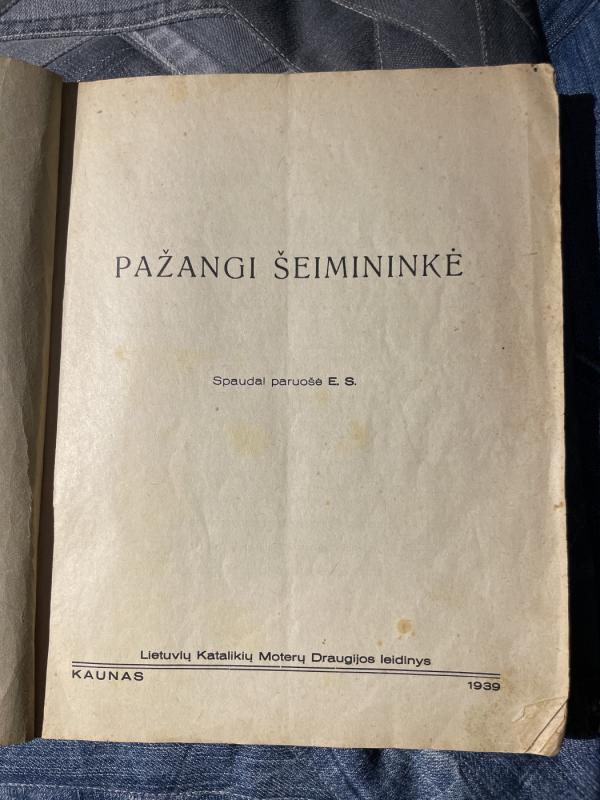 PAŽANGI ŠEIMININKĖ
Spaudai paruošė E. S.
Lietuvių Katalikių Moterų Draugijos leidinys
KAUNAS
1939